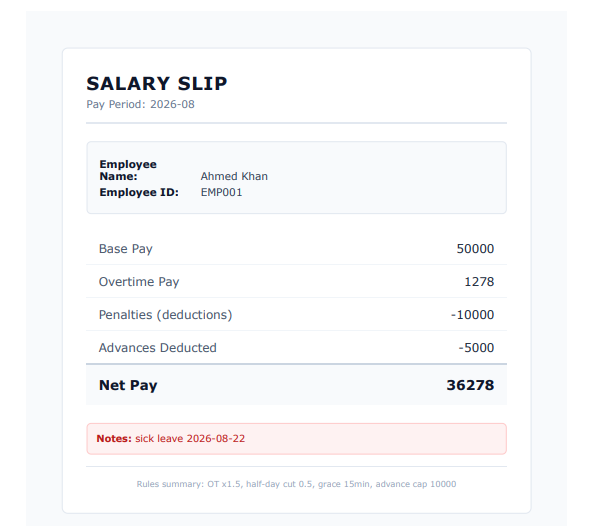 SALARY SLIP
Pay Period: 2026-08
Employee
Name: Ahmed Khan
Employee ID: EMP001
Base Pay 50000
Overtime Pay 1278
Penalties (deductions) -10000
Advances Deducted -5000
Net Pay 36278
Notes: sick leave 2026-08-22
Rules summary: OT x1.5, half-day cut 0.5, grace 15min, advance cap 10000